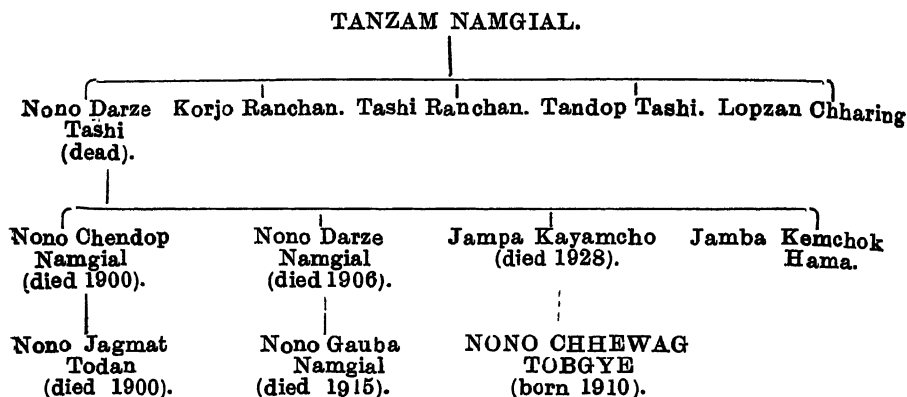 TANZAM NAMGIAL.
Nono Darze Tashi (dead).
Korjo Ranchan.
Tashi Ranchan.
Tandop Tashi.
Lopzan Chharing
Nono Chendop Namgial (died 1900).
Nono Darze Namgial (died 1906).
Jampa Kayamcho (died 1928).
Jamba Kemchok Hama.
Nono Jagmat Todan (died 1900).
Nono Gauba Namgial (died 1915).
NONO CHHEWAG TOBGYE (born 1910).